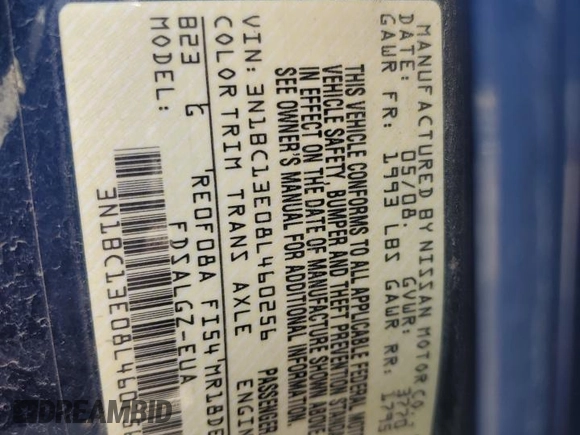 MANUFACTURED BY NISSAN MOTOR CO.,
DATE: 05/08 GVWR: 3770
GAWR FR: 1993 LBS GAWR RR: 1775
THIS VEHICLE CONFORMS TO ALL APPLICABLE FEDERAL
VEHICLE SAFETY, BUMPER AND THEFT PREVENTION
IN EFFECT ON THE DATE OF MANUFACTURE SHOWN ABOVE.
SEE OWNER'S MANUAL FOR ADDITIONAL INFORMATION.
VIN: 3N1BC13E08L460256 PASSENGER
COLOR TRIM TRANS AXLE ENGIN
B23 G RE0F08A FI54 MR18DE
MODEL: FDSALGZ-EUA
3N1BC13E08L460
DREAMBID